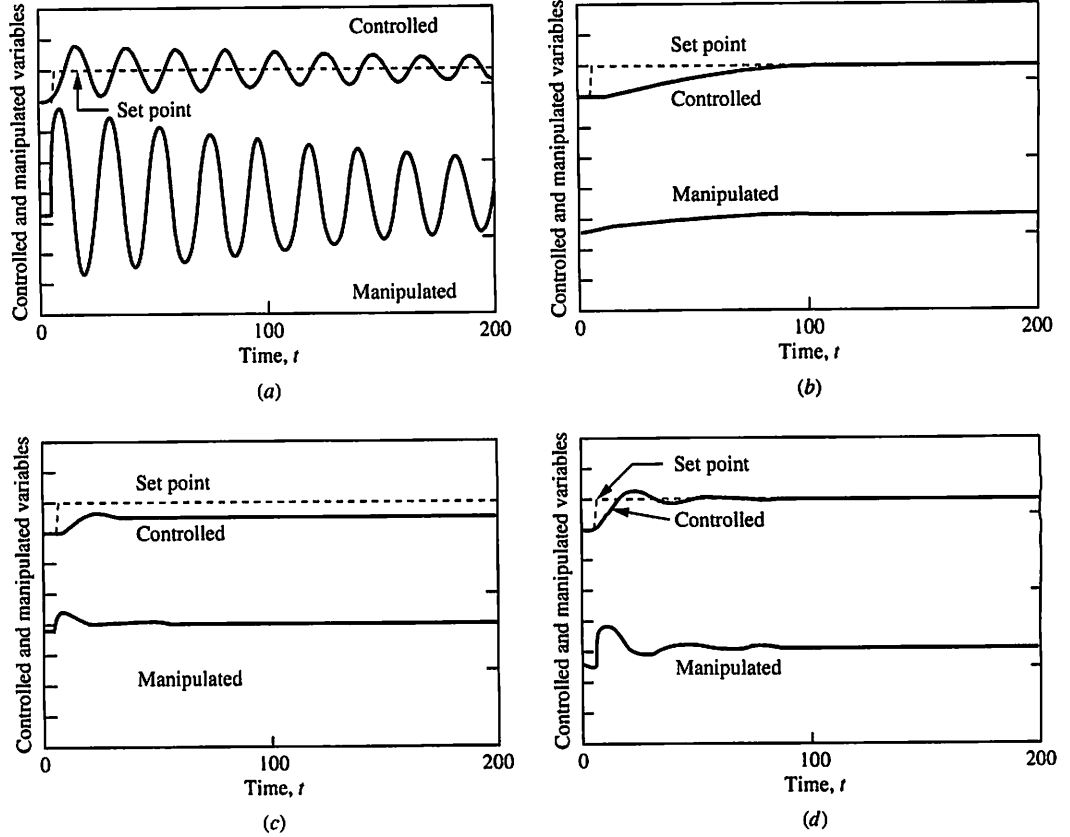 Controlled and manipulated variables
Controlled
Set point
Manipulated
0
100
200
Time, t
(a)
Controlled and manipulated variables
Set point
Controlled
Manipulated
0
100
200
Time, t
(b)
Controlled and manipulated variables
Set point
Controlled
Manipulated
0
100
200
Time, t
(c)
Controlled and manipulated variables
Set point
Controlled
Manipulated
0
100
200
Time, t
(d)